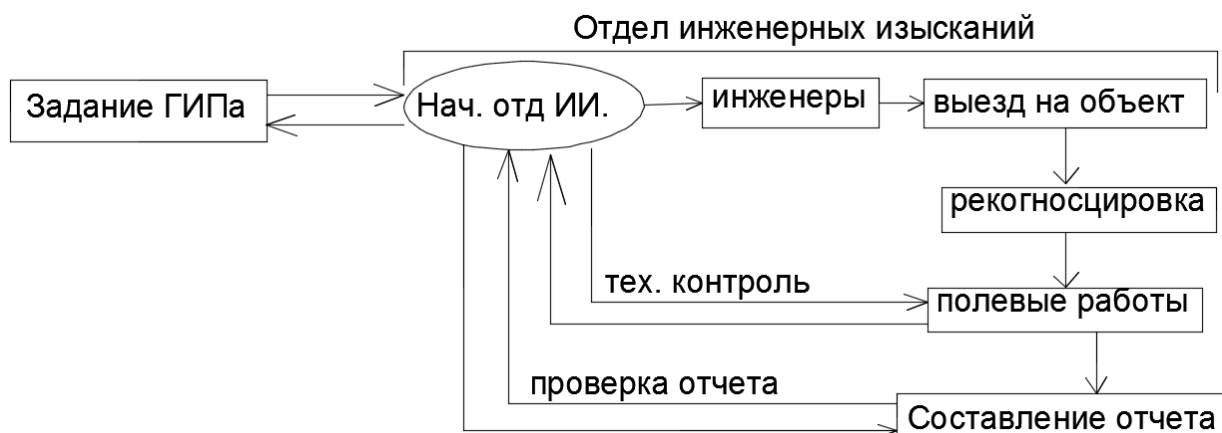 Отдел инженерных изысканий
Задание ГИПа
Нач. отд ИИ.
инженеры
выезд на объект
рекогносцировка
тех. контроль
полевые работы
проверка отчета
Составление отчета